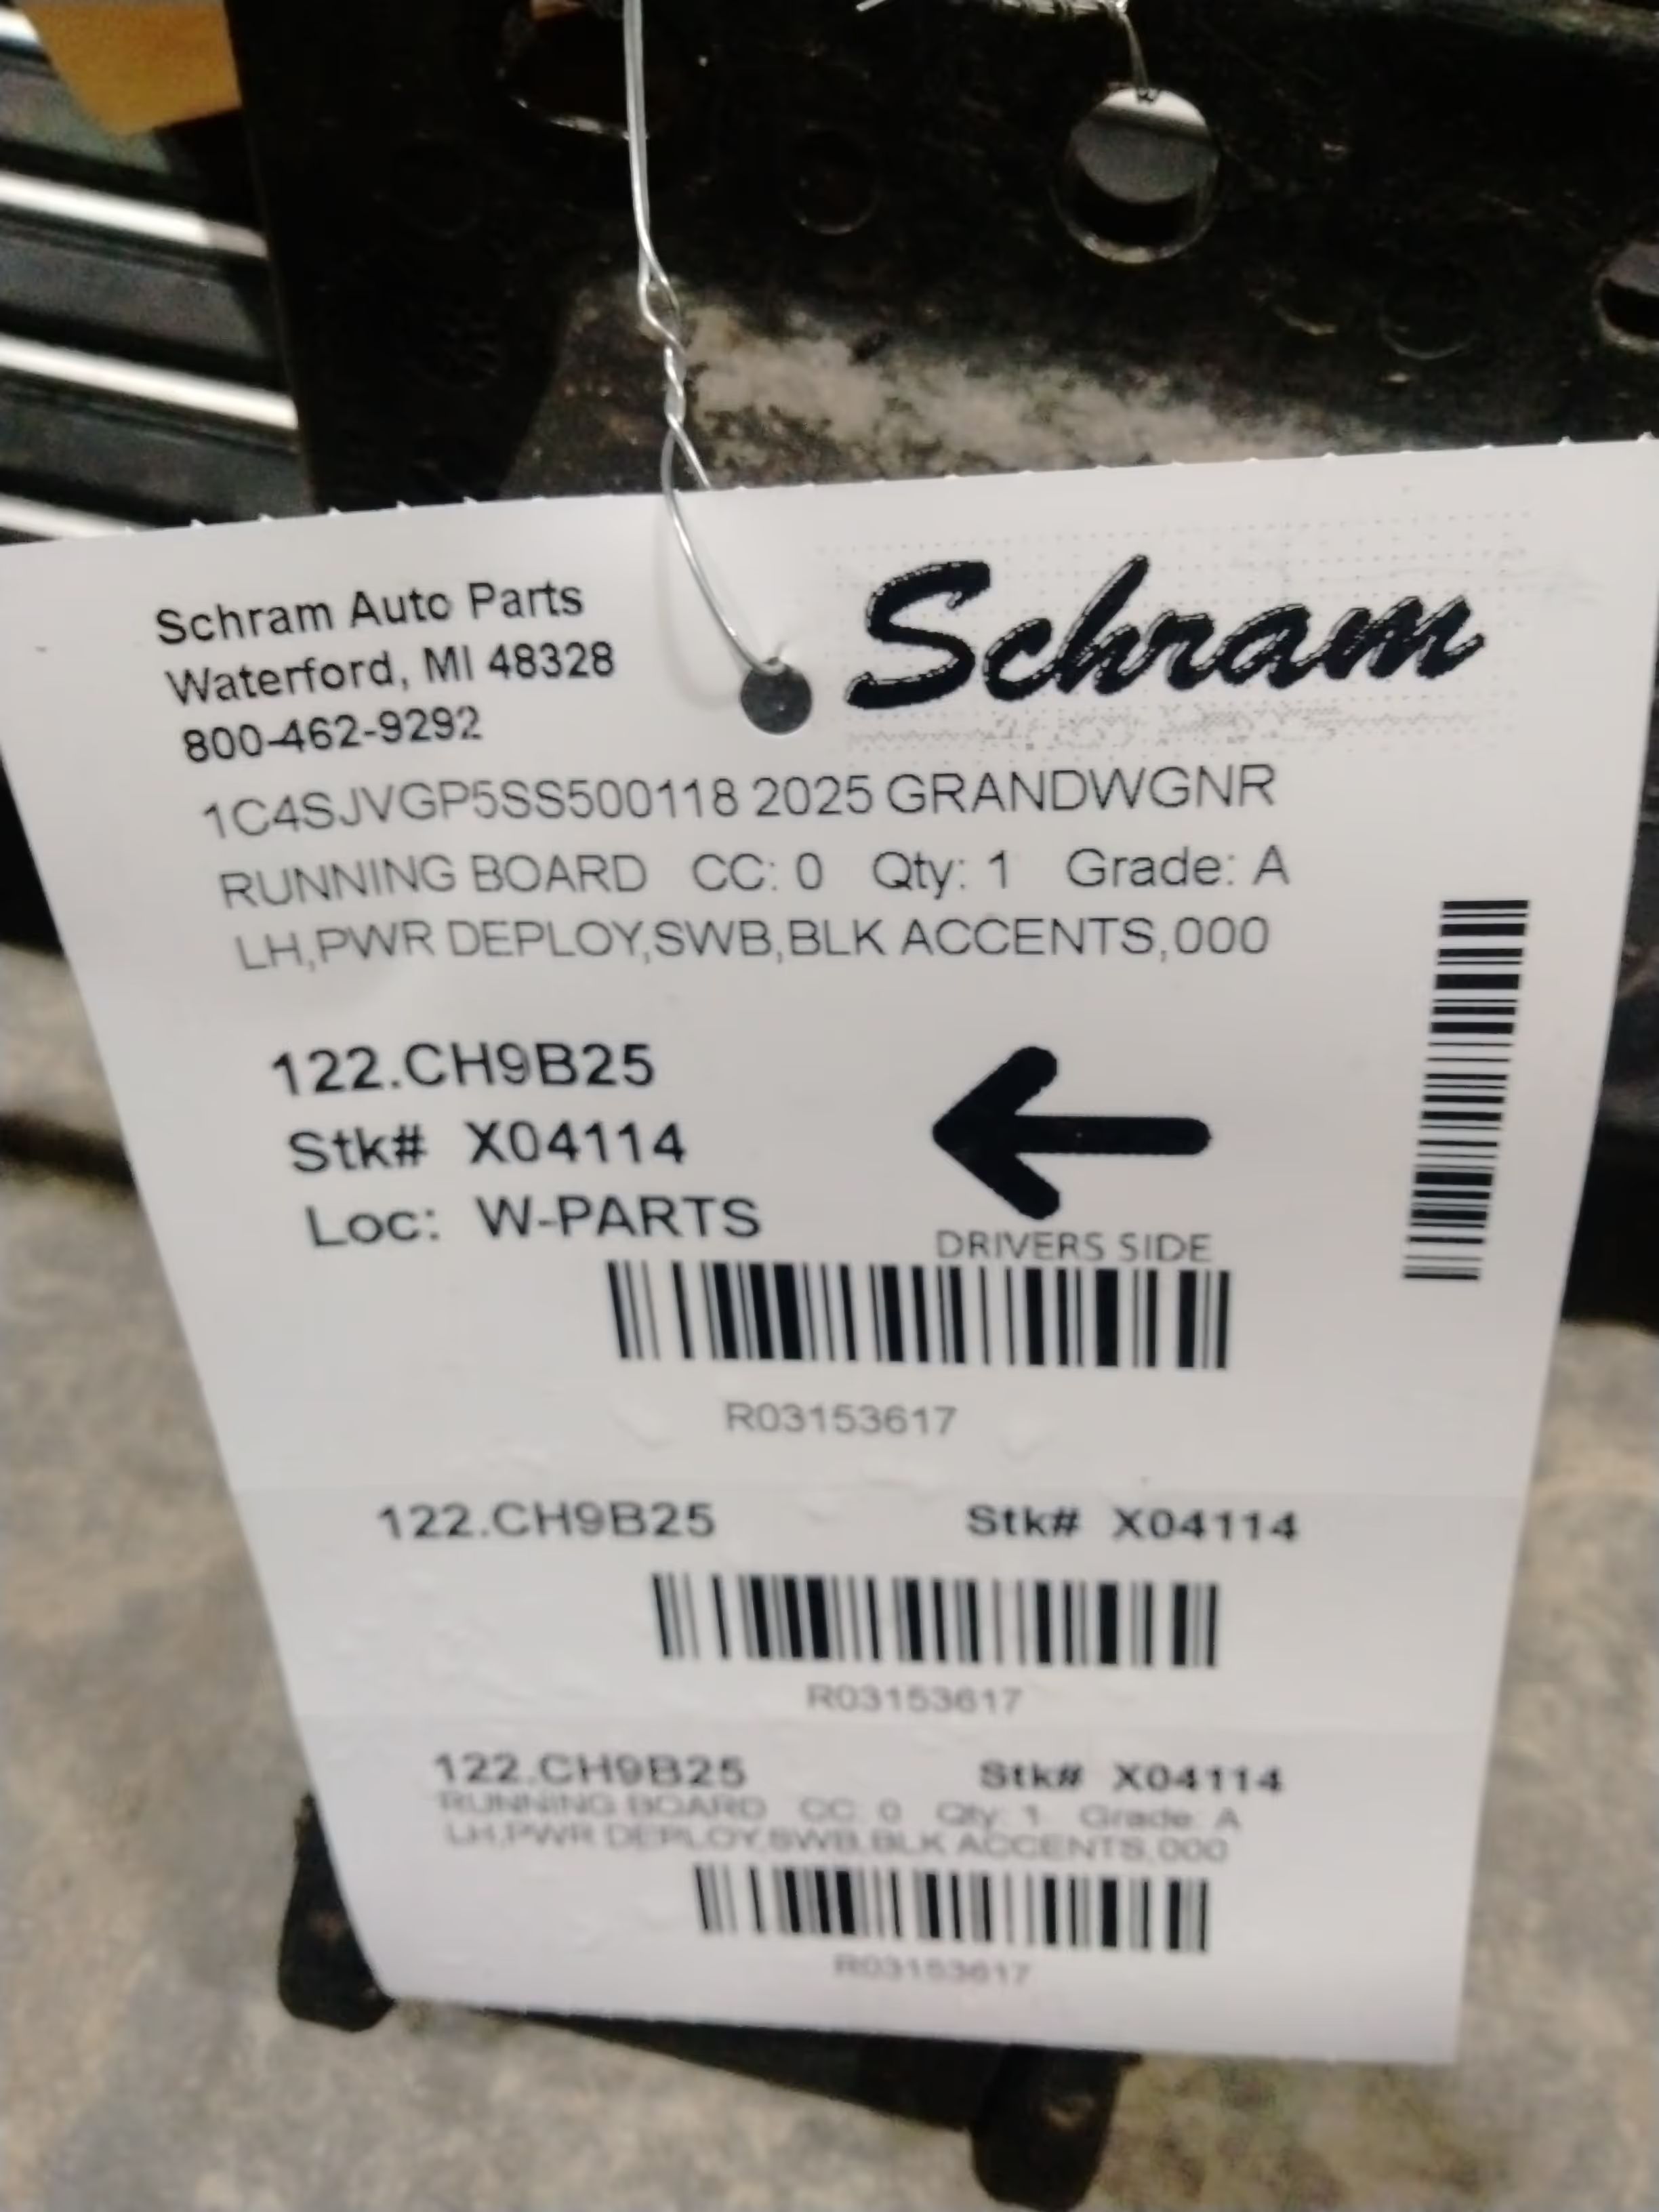 Schram Auto Parts
Waterford, MI 48328
800-462-9292
Schram
1C4SJVGP5SS500118 2025 GRANDWGNR
RUNNING BOARD CC: 0 Qty: 1 Grade: A
LH,PWR DEPLOY,SWB,BLK ACCENTS,000
122.CH9B25
Stk# X04114
Loc: W-PARTS
DRIVERS SIDE
R03153617
122.CH9B25 Stk# X04114
R03153617
122.CH9B25 Stk# X04114
RUNNING BOARD CC: 0 Qty: 1 Grade: A
LH,PWR DEPLOY,SWB,BLK ACCENTS,000
R03153617